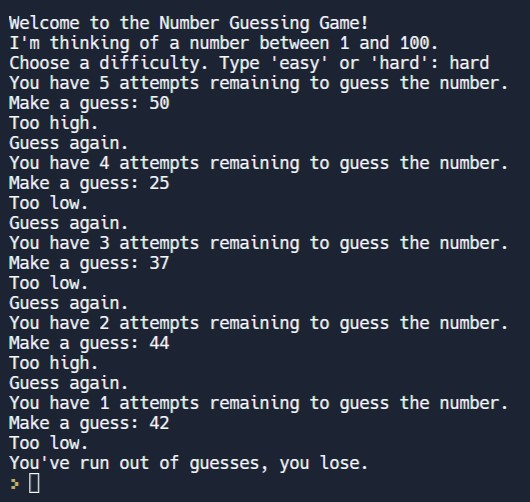 Welcome to the Number Guessing Game!
I'm thinking of a number between 1 and 100.
Choose a difficulty. Type 'easy' or 'hard': hard
You have 5 attempts remaining to guess the number.
Make a guess: 50
Too high.
Guess again.
You have 4 attempts remaining to guess the number.
Make a guess: 25
Too low.
Guess again.
You have 3 attempts remaining to guess the number.
Make a guess: 37
Too low.
Guess again.
You have 2 attempts remaining to guess the number.
Make a guess: 44
Too high.
Guess again.
You have 1 attempts remaining to guess the number.
Make a guess: 42
Too low.
You've run out of guesses, you lose.
>